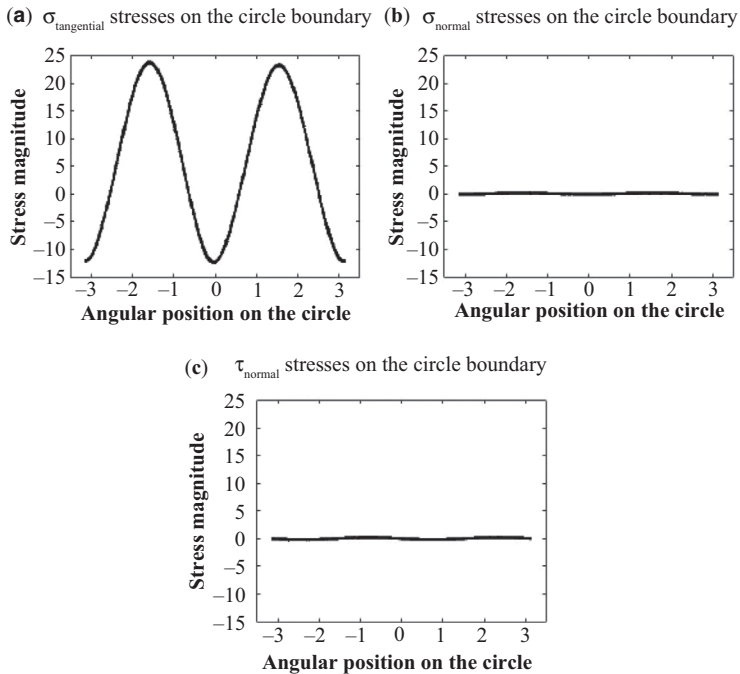 (a) σtangential stresses on the circle boundary
Stress magnitude
25
20
15
10
5
0
–5
–10
–15
–3 –2 –1 0 1 2 3
Angular position on the circle
(b) σnormal stresses on the circle boundary
Stress magnitude
25
20
15
10
5
0
–5
–10
–15
–3 –2 –1 0 1 2 3
Angular position on the circle
(c) τnormal stresses on the circle boundary
Stress magnitude
25
20
15
10
5
0
–5
–10
–15
–3 –2 –1 0 1 2 3
Angular position on the circle